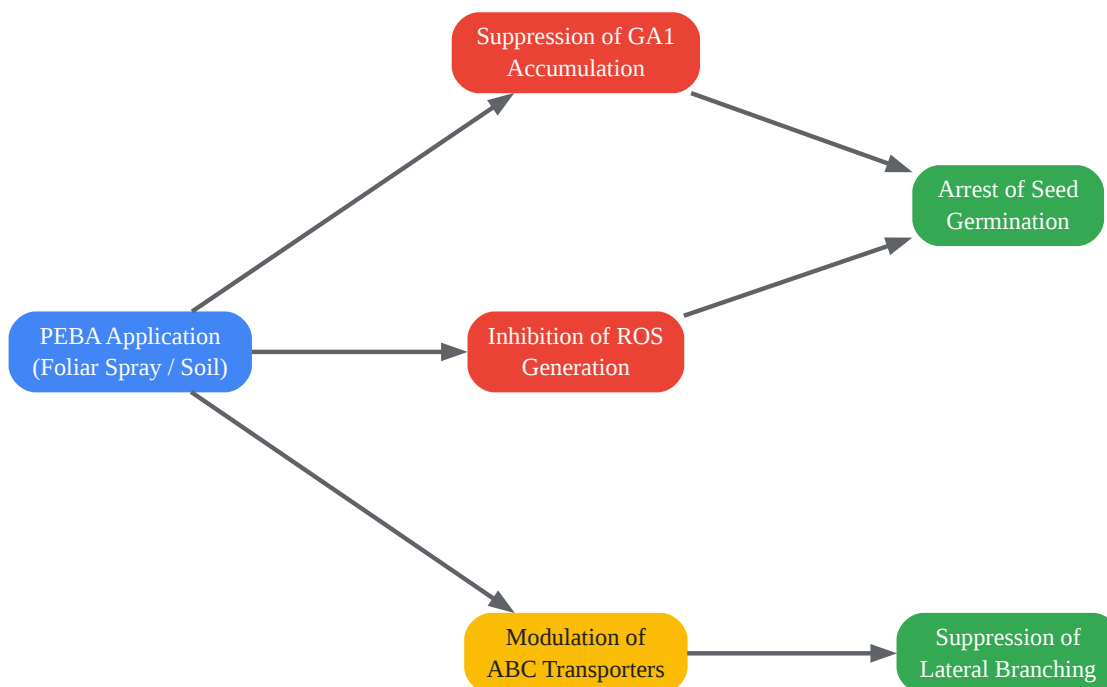 Suppression of GA1
Accumulation
Arrest of Seed
Germination
PEBA Application
(Foliar Spray / Soil)
Inhibition of ROS
Generation
Modulation of
ABC Transporters
Suppression of
Lateral Branching